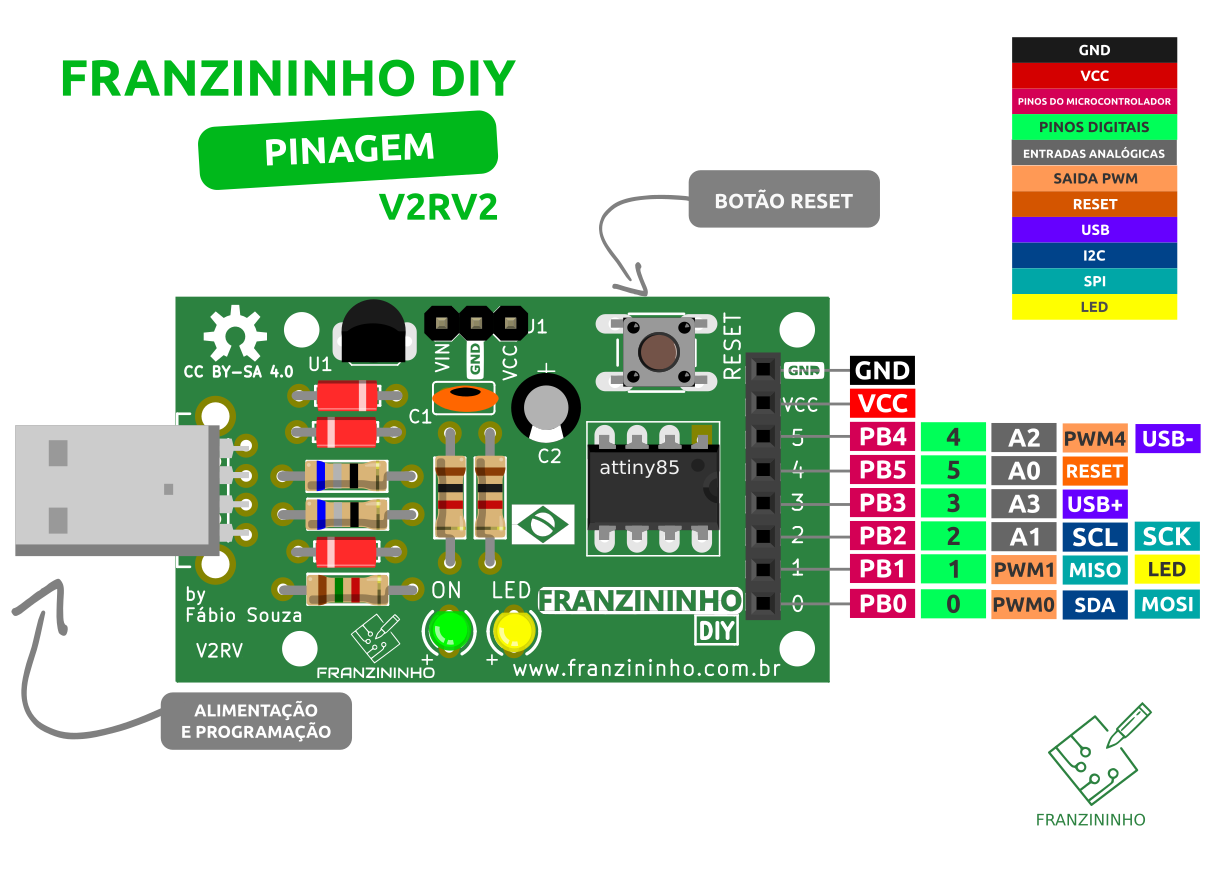 FRANZININHO DIY
PINAGEM
V2RV2
GND
VCC
PINOS DO MICROCONTROLADOR
PINOS DIGITAIS
ENTRADAS ANALÓGICAS
SAIDA PWM
RESET
USB
I2C
SPI
LED
BOTÃO RESET
CC BY-SA 4.0
U1
VIN
GND
VCC
J1
RESET
C1
C2
attiny85
GND
VCC
5
4
3
2
1
0
GND
VCC
PB4 4 A2 PWM4 USB-
PB5 5 A0 RESET
PB3 3 A3 USB+
PB2 2 A1 SCL SCK
PB1 1 PWM1 MISO LED
PB0 0 PWM0 SDA MOSI
by
Fábio Souza
V2RV
ON
LED
+
+
+
FRANZININHO
DIY
FRANZININHO
www.franzininho.com.br
ALIMENTAÇÃO
E PROGRAMAÇÃO
FRANZININHO